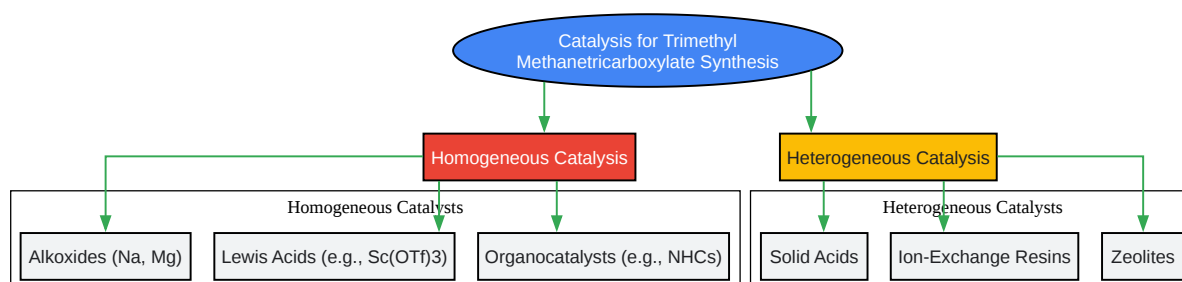 Catalysis for Trimethyl
Methanetricarboxylate Synthesis
Homogeneous Catalysis
Heterogeneous Catalysis
Homogeneous Catalysts
Heterogeneous Catalysts
Alkoxides (Na, Mg)
Lewis Acids (e.g., Sc(OTf)3)
Organocatalysts (e.g., NHCs)
Solid Acids
Ion-Exchange Resins
Zeolites